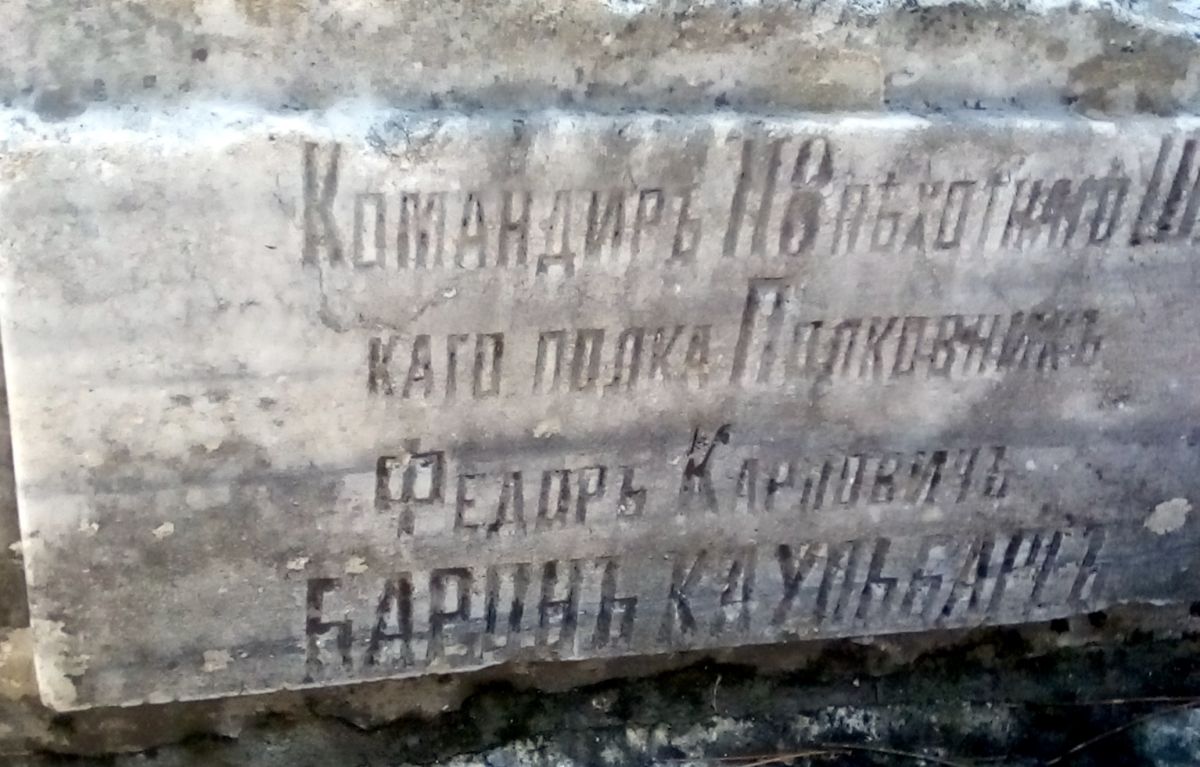 Командиръ 118 пѣхотнаго Ш
каго полка Полковникъ
Федоръ Карловичъ
БАРОНЪ КАУЛЬБАРСЪ